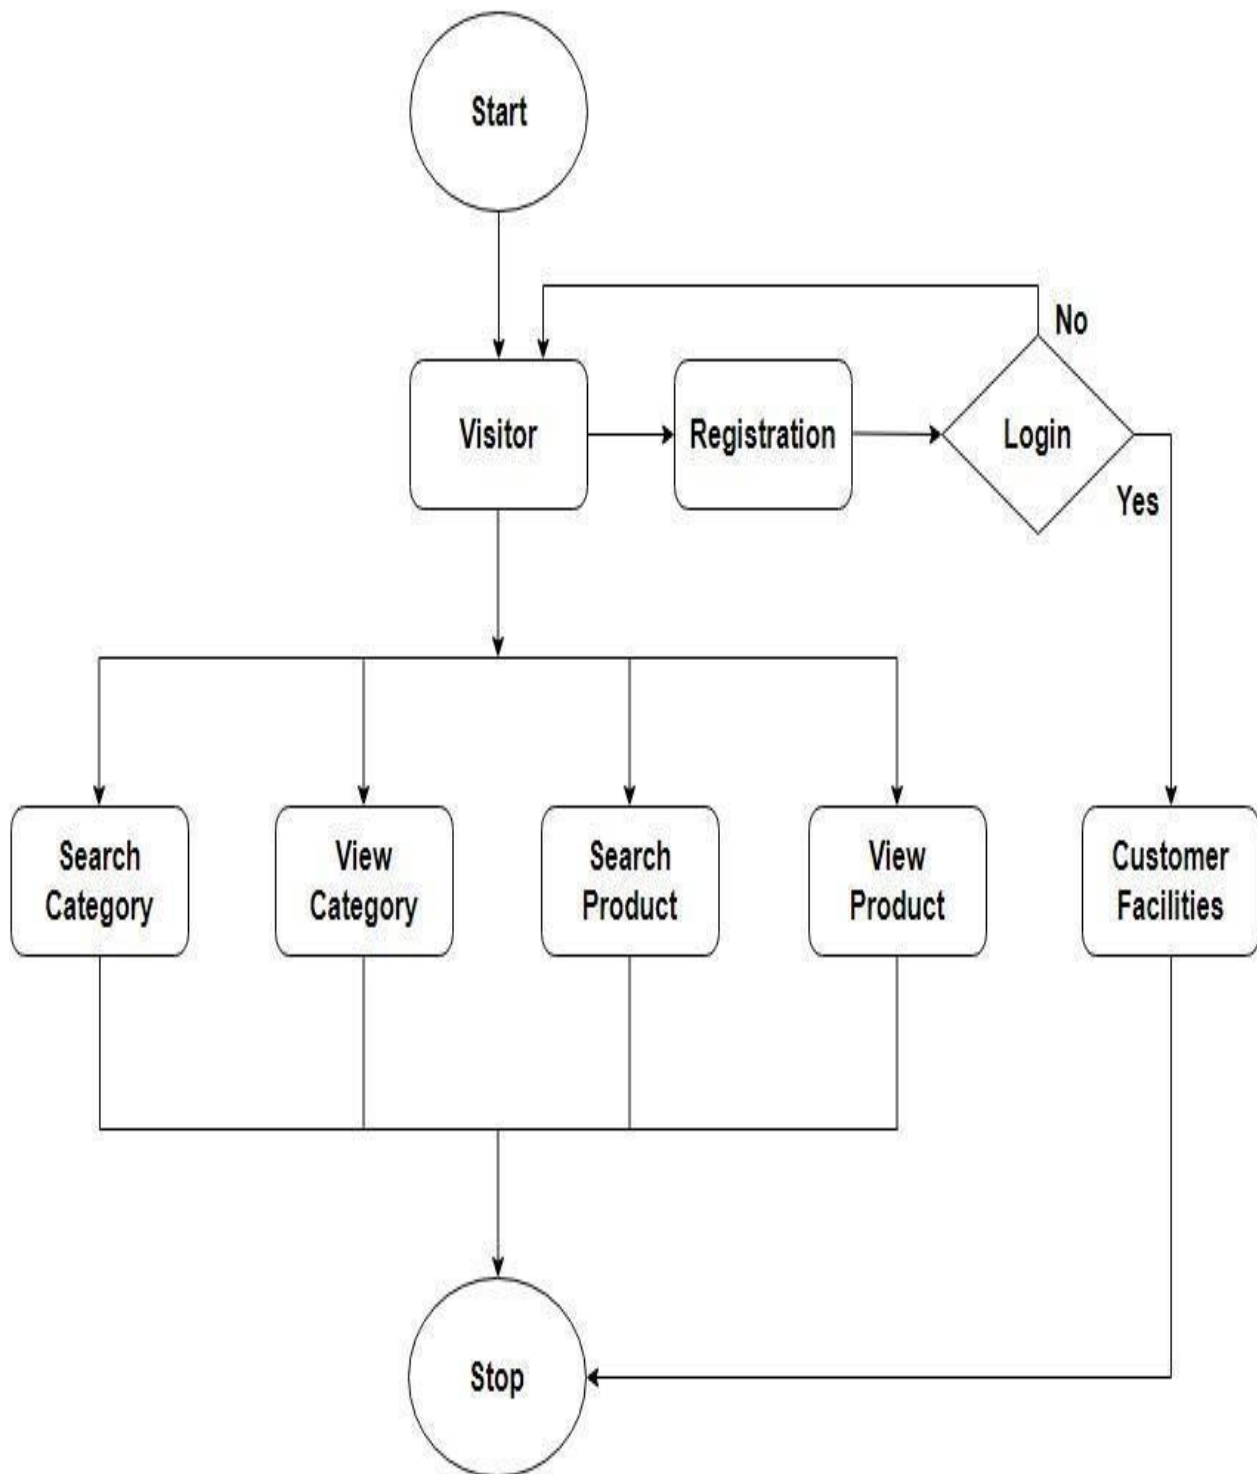 Start
No
Visitor
Registration
Login
Yes
Search
Category
View
Category
Search
Product
View
Product
Customer
Facilities
Stop